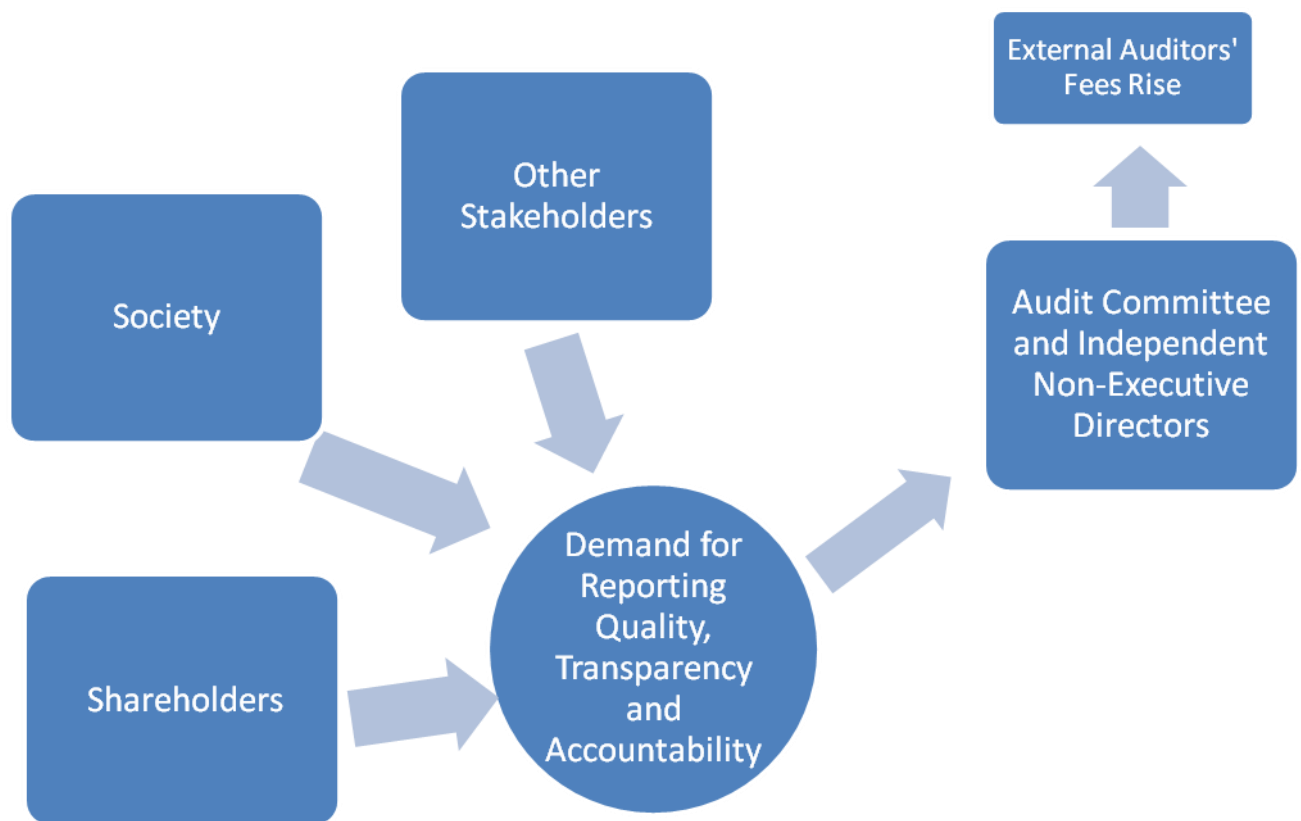 External Auditors'
Fees Rise
Other
Stakeholders
Society
Audit Committee
and Independent
Non-Executive
Directors
Demand for
Reporting
Quality,
Transparency
and
Accountability
Shareholders